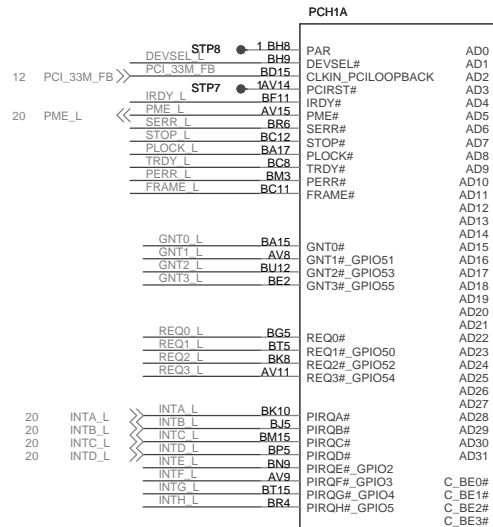 PCH1A
STP8 1 BH8 PAR AD0
DEVSEL_L BH9 DEVSEL# AD1
12 PCI_33M_FB PCI_33M_FB BD15 CLKIN_PCILOOPBACK AD2
STP7 1 AV14 PCIRST# AD3
IRDY_L BF11 IRDY# AD4
20 PME_L PME_L AV15 PME# AD5
SERR_L BR6 SERR# AD6
STOP_L BC12 STOP# AD7
PLOCK_L BA17 PLOCK# AD8
TRDY_L BC8 TRDY# AD9
PERR_L BM3 PERR# AD10
FRAME_L BC11 FRAME# AD11
AD12
AD13
AD14
GNT0_L BA15 GNT0# AD15
GNT1_L AV8 GNT1#_GPIO51 AD16
GNT2_L BU12 GNT2#_GPIO53 AD17
GNT3_L BE2 GNT3#_GPIO55 AD18
AD19
AD20
AD21
REQ0_L BG5 REQ0# AD22
REQ1_L BT5 REQ1#_GPIO50 AD23
REQ2_L BK8 REQ2#_GPIO52 AD24
REQ3_L AV11 REQ3#_GPIO54 AD25
AD26
AD27
20 INTA_L INTA_L BK10 PIRQA# AD28
20 INTB_L INTB_L BJ5 PIRQB# AD29
20 INTC_L INTC_L BM15 PIRQC# AD30
20 INTD_L INTD_L BP5 PIRQD# AD31
INTE_L BN9 PIRQE#_GPIO2
INTF_L AV9 PIRQF#_GPIO3 C_BE0#
INTG_L BT15 PIRQG#_GPIO4 C_BE1#
INTH_L BR4 PIRQH#_GPIO5 C_BE2#
C_BE3#